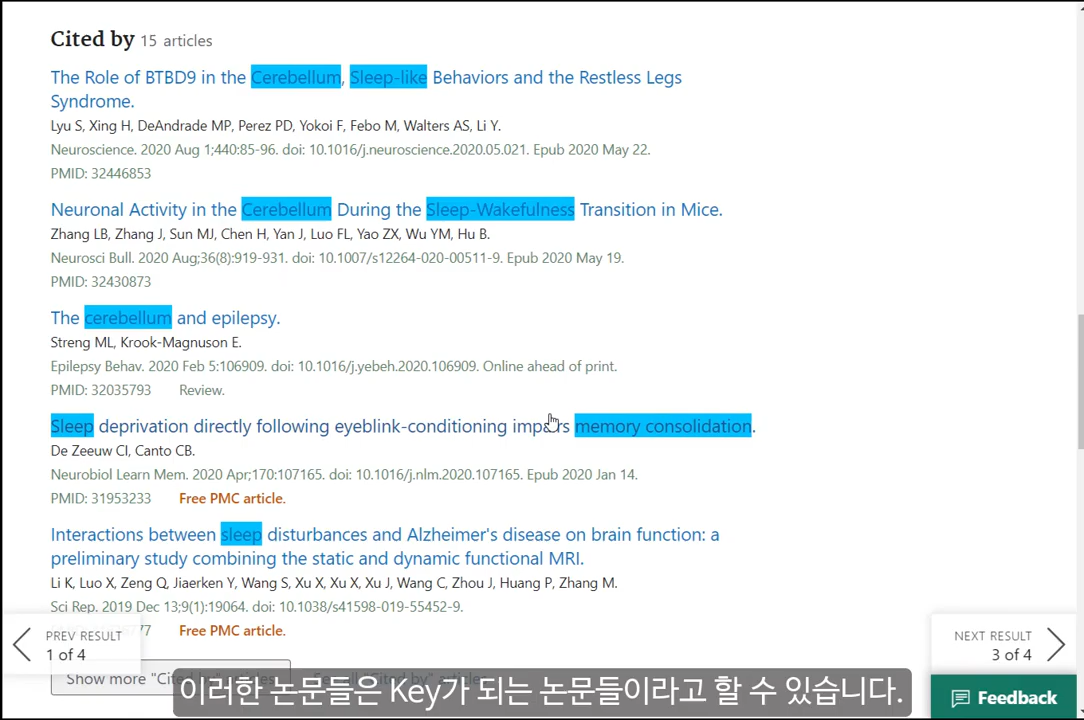 Cited by 15 articles
The Role of BTBD9 in the Cerebellum, Sleep-like Behaviors and the Restless Legs
Syndrome.
Lyu S, Xing H, DeAndrade MP, Perez PD, Yokoi F, Febo M, Walters AS, Li Y.
Neuroscience. 2020 Aug 1;440:85-96. doi: 10.1016/j.neuroscience.2020.05.021. Epub 2020 May 22.
PMID: 32446853
Neuronal Activity in the Cerebellum During the Sleep-Wakefulness Transition in Mice.
Zhang LB, Zhang J, Sun MJ, Chen H, Yan J, Luo FL, Yao ZX, Wu YM, Hu B.
Neurosci Bull. 2020 Aug;36(8):919-931. doi: 10.1007/s12264-020-00511-9. Epub 2020 May 19.
PMID: 32430873
The cerebellum and epilepsy.
Streng ML, Krook-Magnuson E.
Epilepsy Behav. 2020 Feb 5:106909. doi: 10.1016/j.yebeh.2020.106909. Online ahead of print.
PMID: 32035793 Review.
Sleep deprivation directly following eyeblink-conditioning impairs memory consolidation.
De Zeeuw CI, Canto CB.
Neurobiol Learn Mem. 2020 Apr;170:107165. doi: 10.1016/j.nlm.2020.107165. Epub 2020 Jan 14.
PMID: 31953233 Free PMC article.
Interactions between sleep disturbances and Alzheimer's disease on brain function: a
preliminary study combining the static and dynamic functional MRI.
Li K, Luo X, Zeng Q, Jiaerken Y, Wang S, Xu X, Xu X, Xu J, Wang C, Zhou J, Huang P, Zhang M.
Sci Rep. 2019 Dec 13;9(1):19064. doi: 10.1038/s41598-019-55452-9.
Free PMC article.
PREV RESULT
1 of 4
NEXT RESULT
3 of 4
Show more "Cited by" articles
이러한 논문들은 Key가 되는 논문들이라고 할 수 있습니다.
Feedback